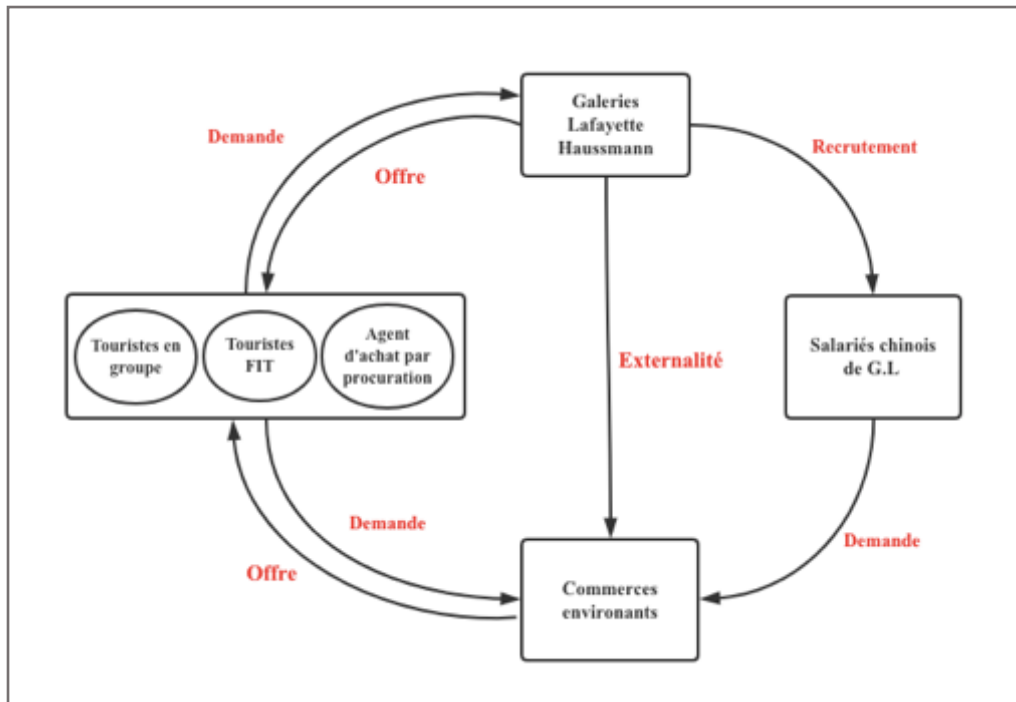 Galeries
Lafayette
Haussmann
Demande
Offre
Recrutement
Touristes en
groupe
Touristes
FIT
Agent
d'achat par
procuration
Externalité
Salariés chinois
de G.L
Demande
Offre
Demande
Commerces
environants